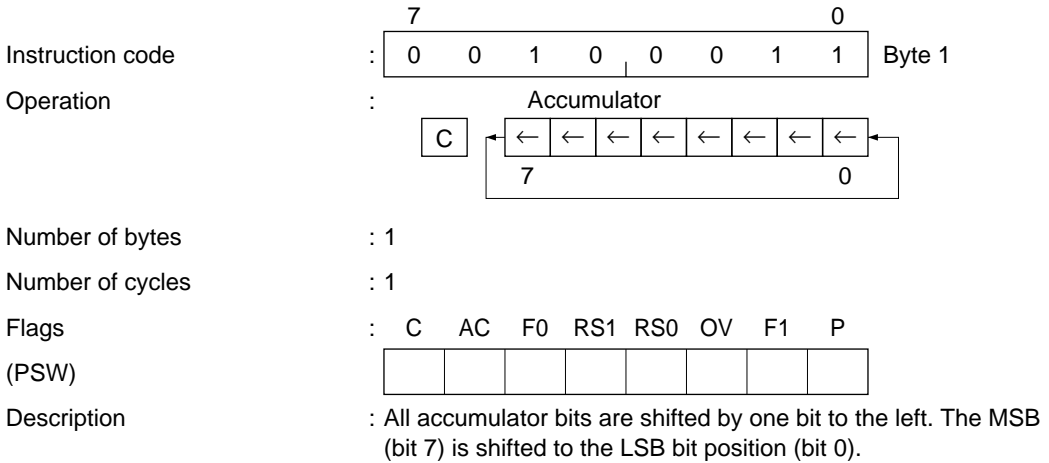 7 0
Instruction code : 0 0 1 0 0 0 1 1 Byte 1
Operation : Accumulator
C ← ← ← ← ← ← ← ←
7 0
Number of bytes : 1
Number of cycles : 1
Flags : C AC F0 RS1 RS0 OV F1 P
(PSW)
Description : All accumulator bits are shifted by one bit to the left. The MSB
(bit 7) is shifted to the LSB bit position (bit 0).